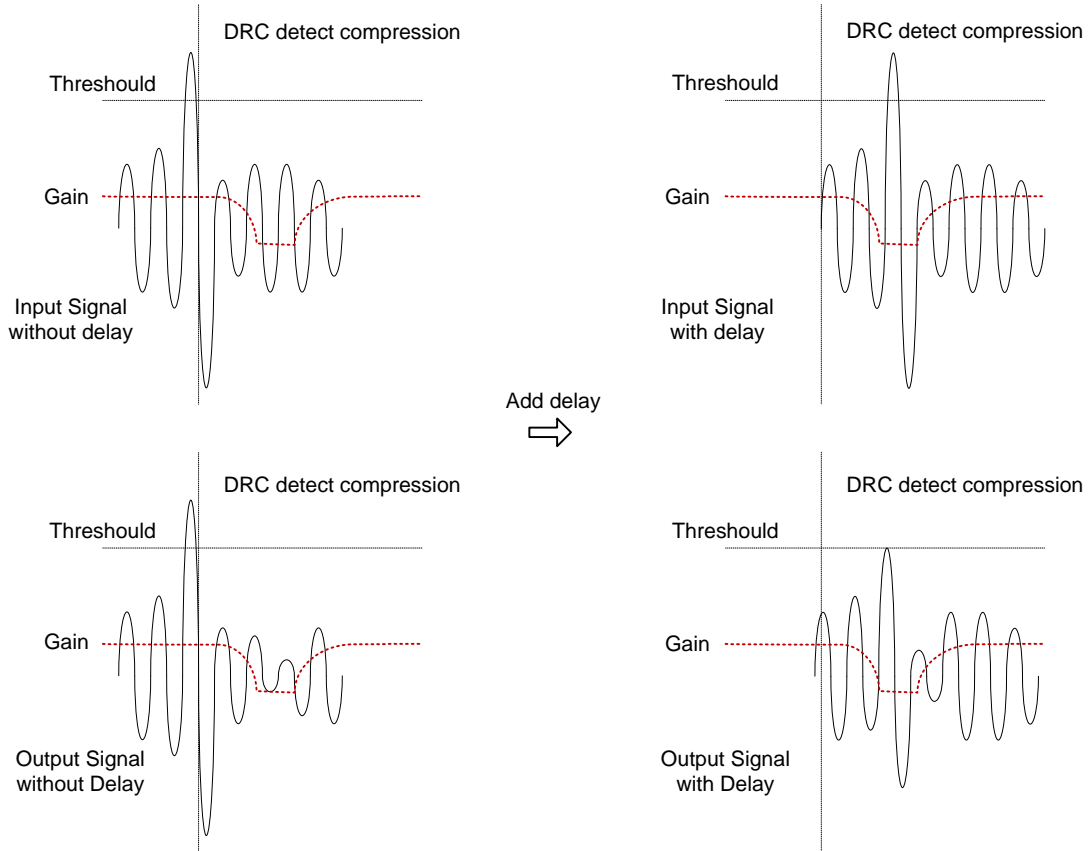 DRC detect compression
Threshould
Gain
Input Signal
without delay
DRC detect compression
Threshould
Gain
Input Signal
with delay
Add delay
DRC detect compression
Threshould
Gain
Output Signal
without Delay
DRC detect compression
Threshould
Gain
Output Signal
with Delay